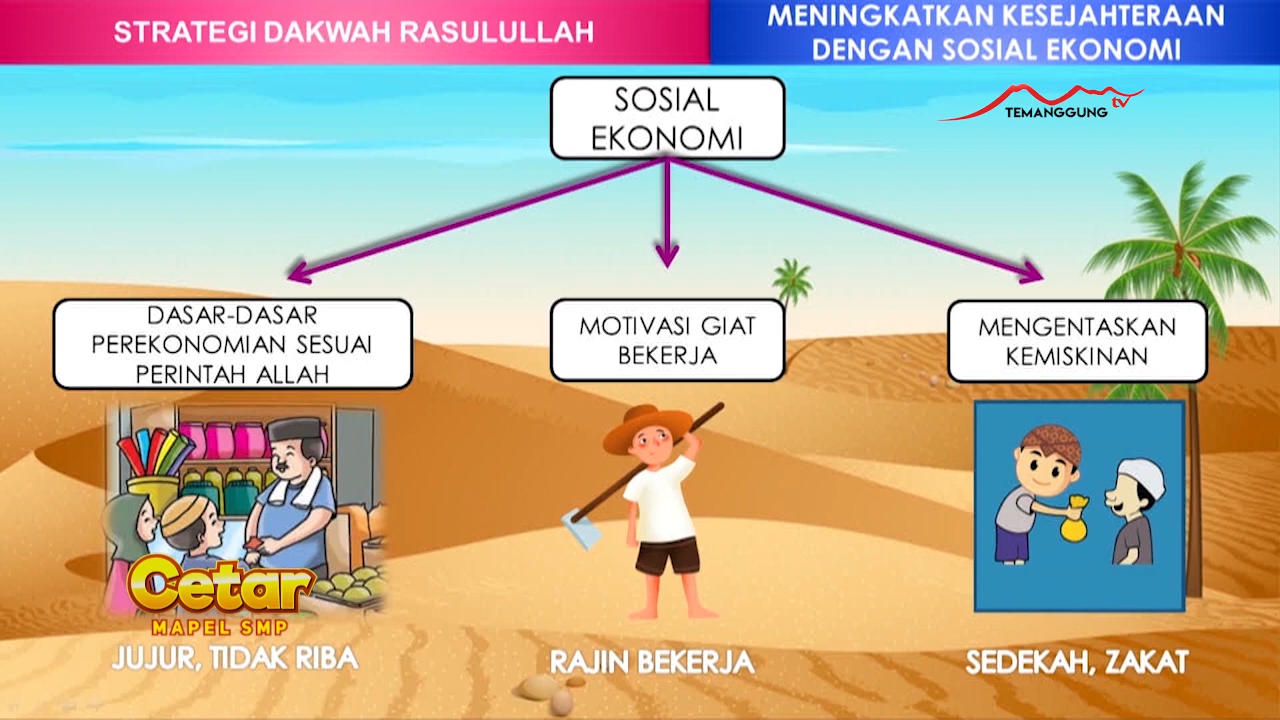 STRATEGI DAKWAH RASULULLAH
MENINGKATKAN KESEJAHTERAAN
DENGAN SOSIAL EKONOMI
TEMANGGUNG tv
SOSIAL
EKONOMI
DASAR-DASAR
PEREKONOMIAN SESUAI
PERINTAH ALLAH
MOTIVASI GIAT
BEKERJA
MENGENTASKAN
KEMISKINAN
Cetar
MAPEL SMP
JUJUR, TIDAK RIBA
RAJIN BEKERJA
SEDEKAH, ZAKAT